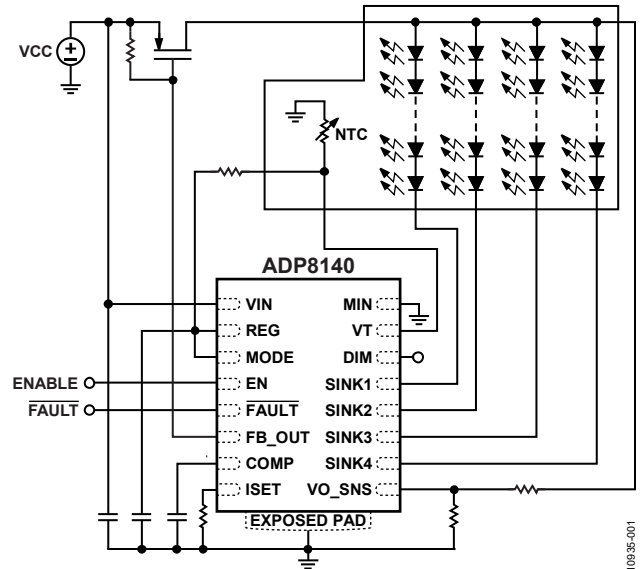 VCC
NTC
ADP8140
VIN
MIN
REG
VT
MODE
DIM
ENABLE
EN
SINK1
FAULT
FAULT
SINK2
FB_OUT
SINK3
COMP
SINK4
ISET
VO_SNS
EXPOSED PAD
10935-001